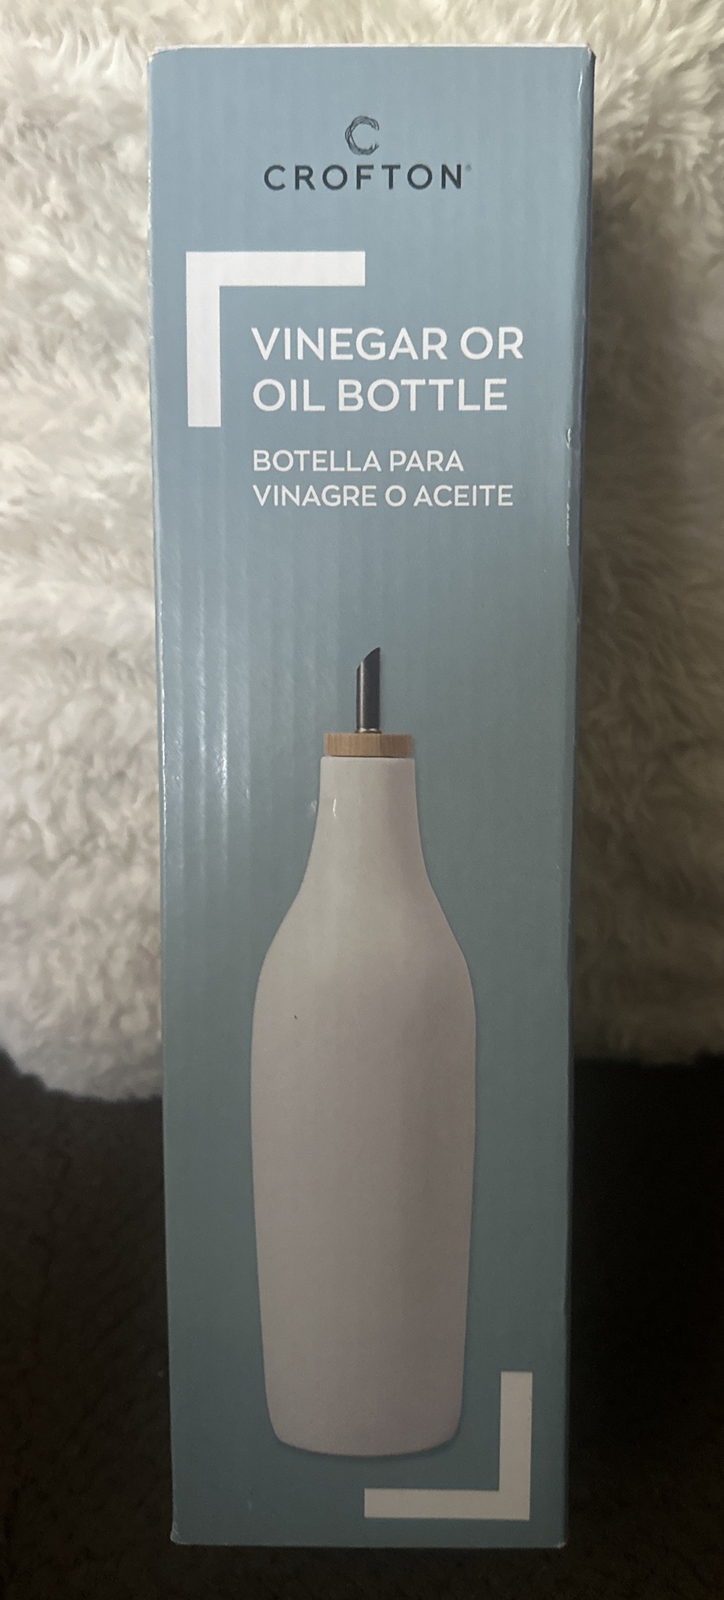 CROFTON®
VINEGAR OR
OIL BOTTLE
BOTELLA PARA
VINAGRE O ACEITE